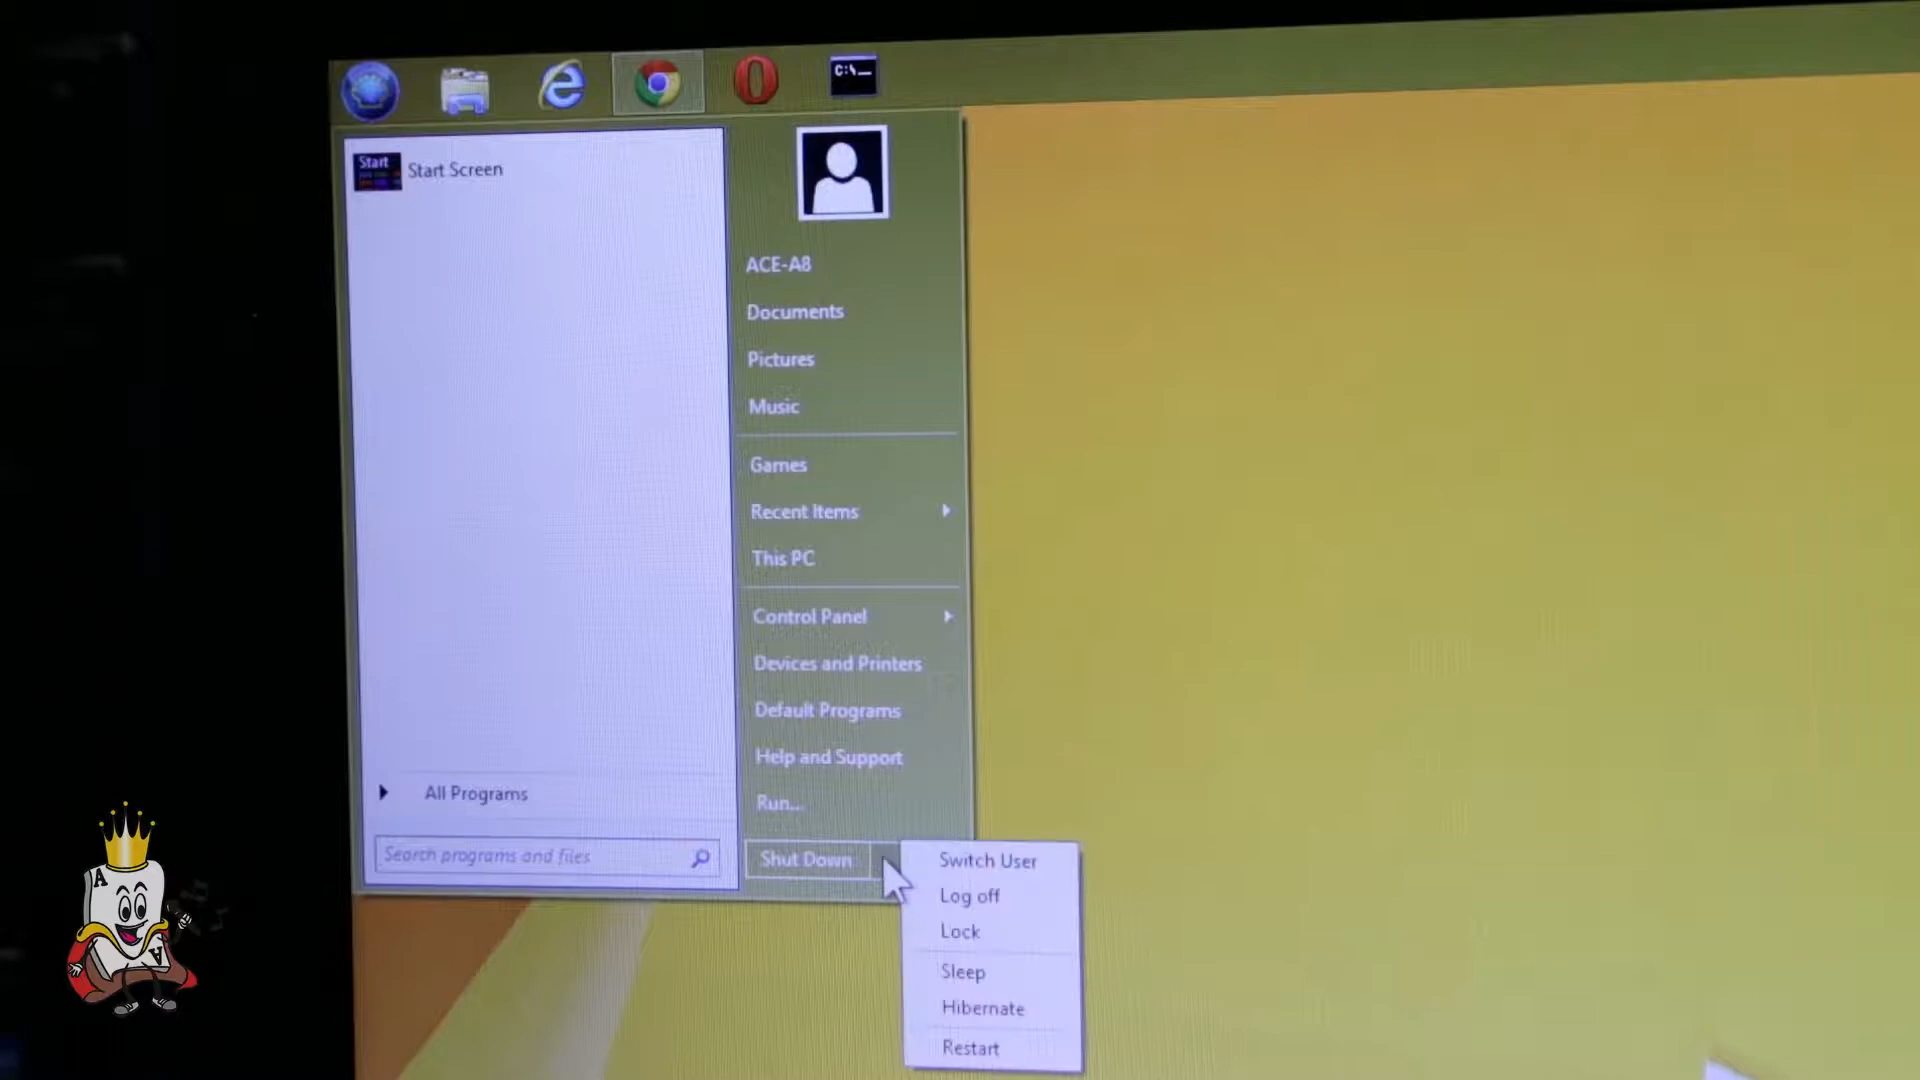 C:\_
Start
Start Screen
ACE-A8
Documents
Pictures
Music
Games
Recent Items
This PC
Control Panel
Devices and Printers
Default Programs
Help and Support
Run...
All Programs
Search programs and files
Shut Down
Switch User
Log off
Lock
Sleep
Hibernate
Restart
A
A